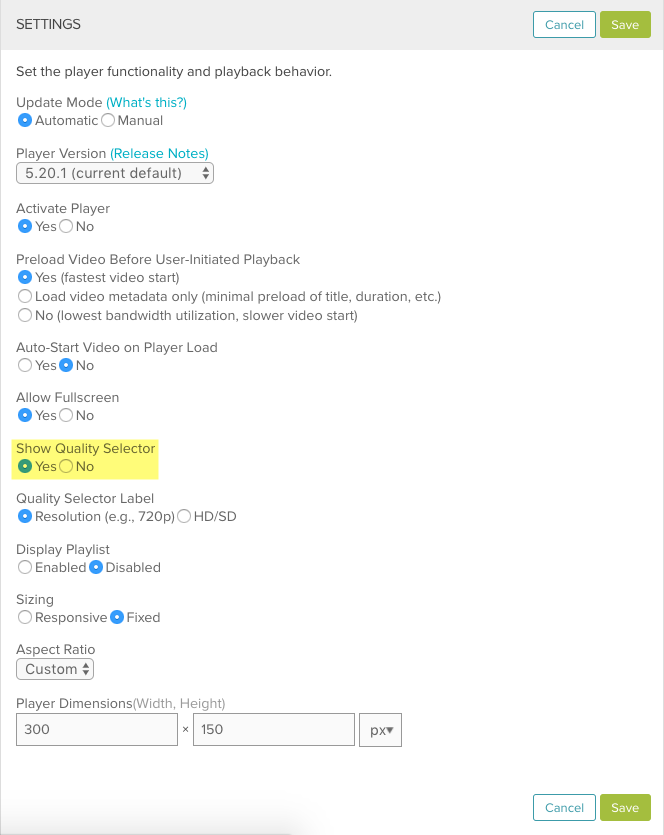 SETTINGS Cancel Save
Set the player functionality and playback behavior.
Update Mode (What's this?)
Automatic Manual
Player Version (Release Notes)
5.20.1 (current default)
Activate Player
Yes No
Preload Video Before User-Initiated Playback
Yes (fastest video start)
Load video metadata only (minimal preload of title, duration, etc.)
No (lowest bandwidth utilization, slower video start)
Auto-Start Video on Player Load
Yes No
Allow Fullscreen
Yes No
Show Quality Selector
Yes No
Quality Selector Label
Resolution (e.g., 720p) HD/SD
Display Playlist
Enabled Disabled
Sizing
Responsive Fixed
Aspect Ratio
Custom
Player Dimensions(Width, Height)
300 × 150 px▾
Cancel Save